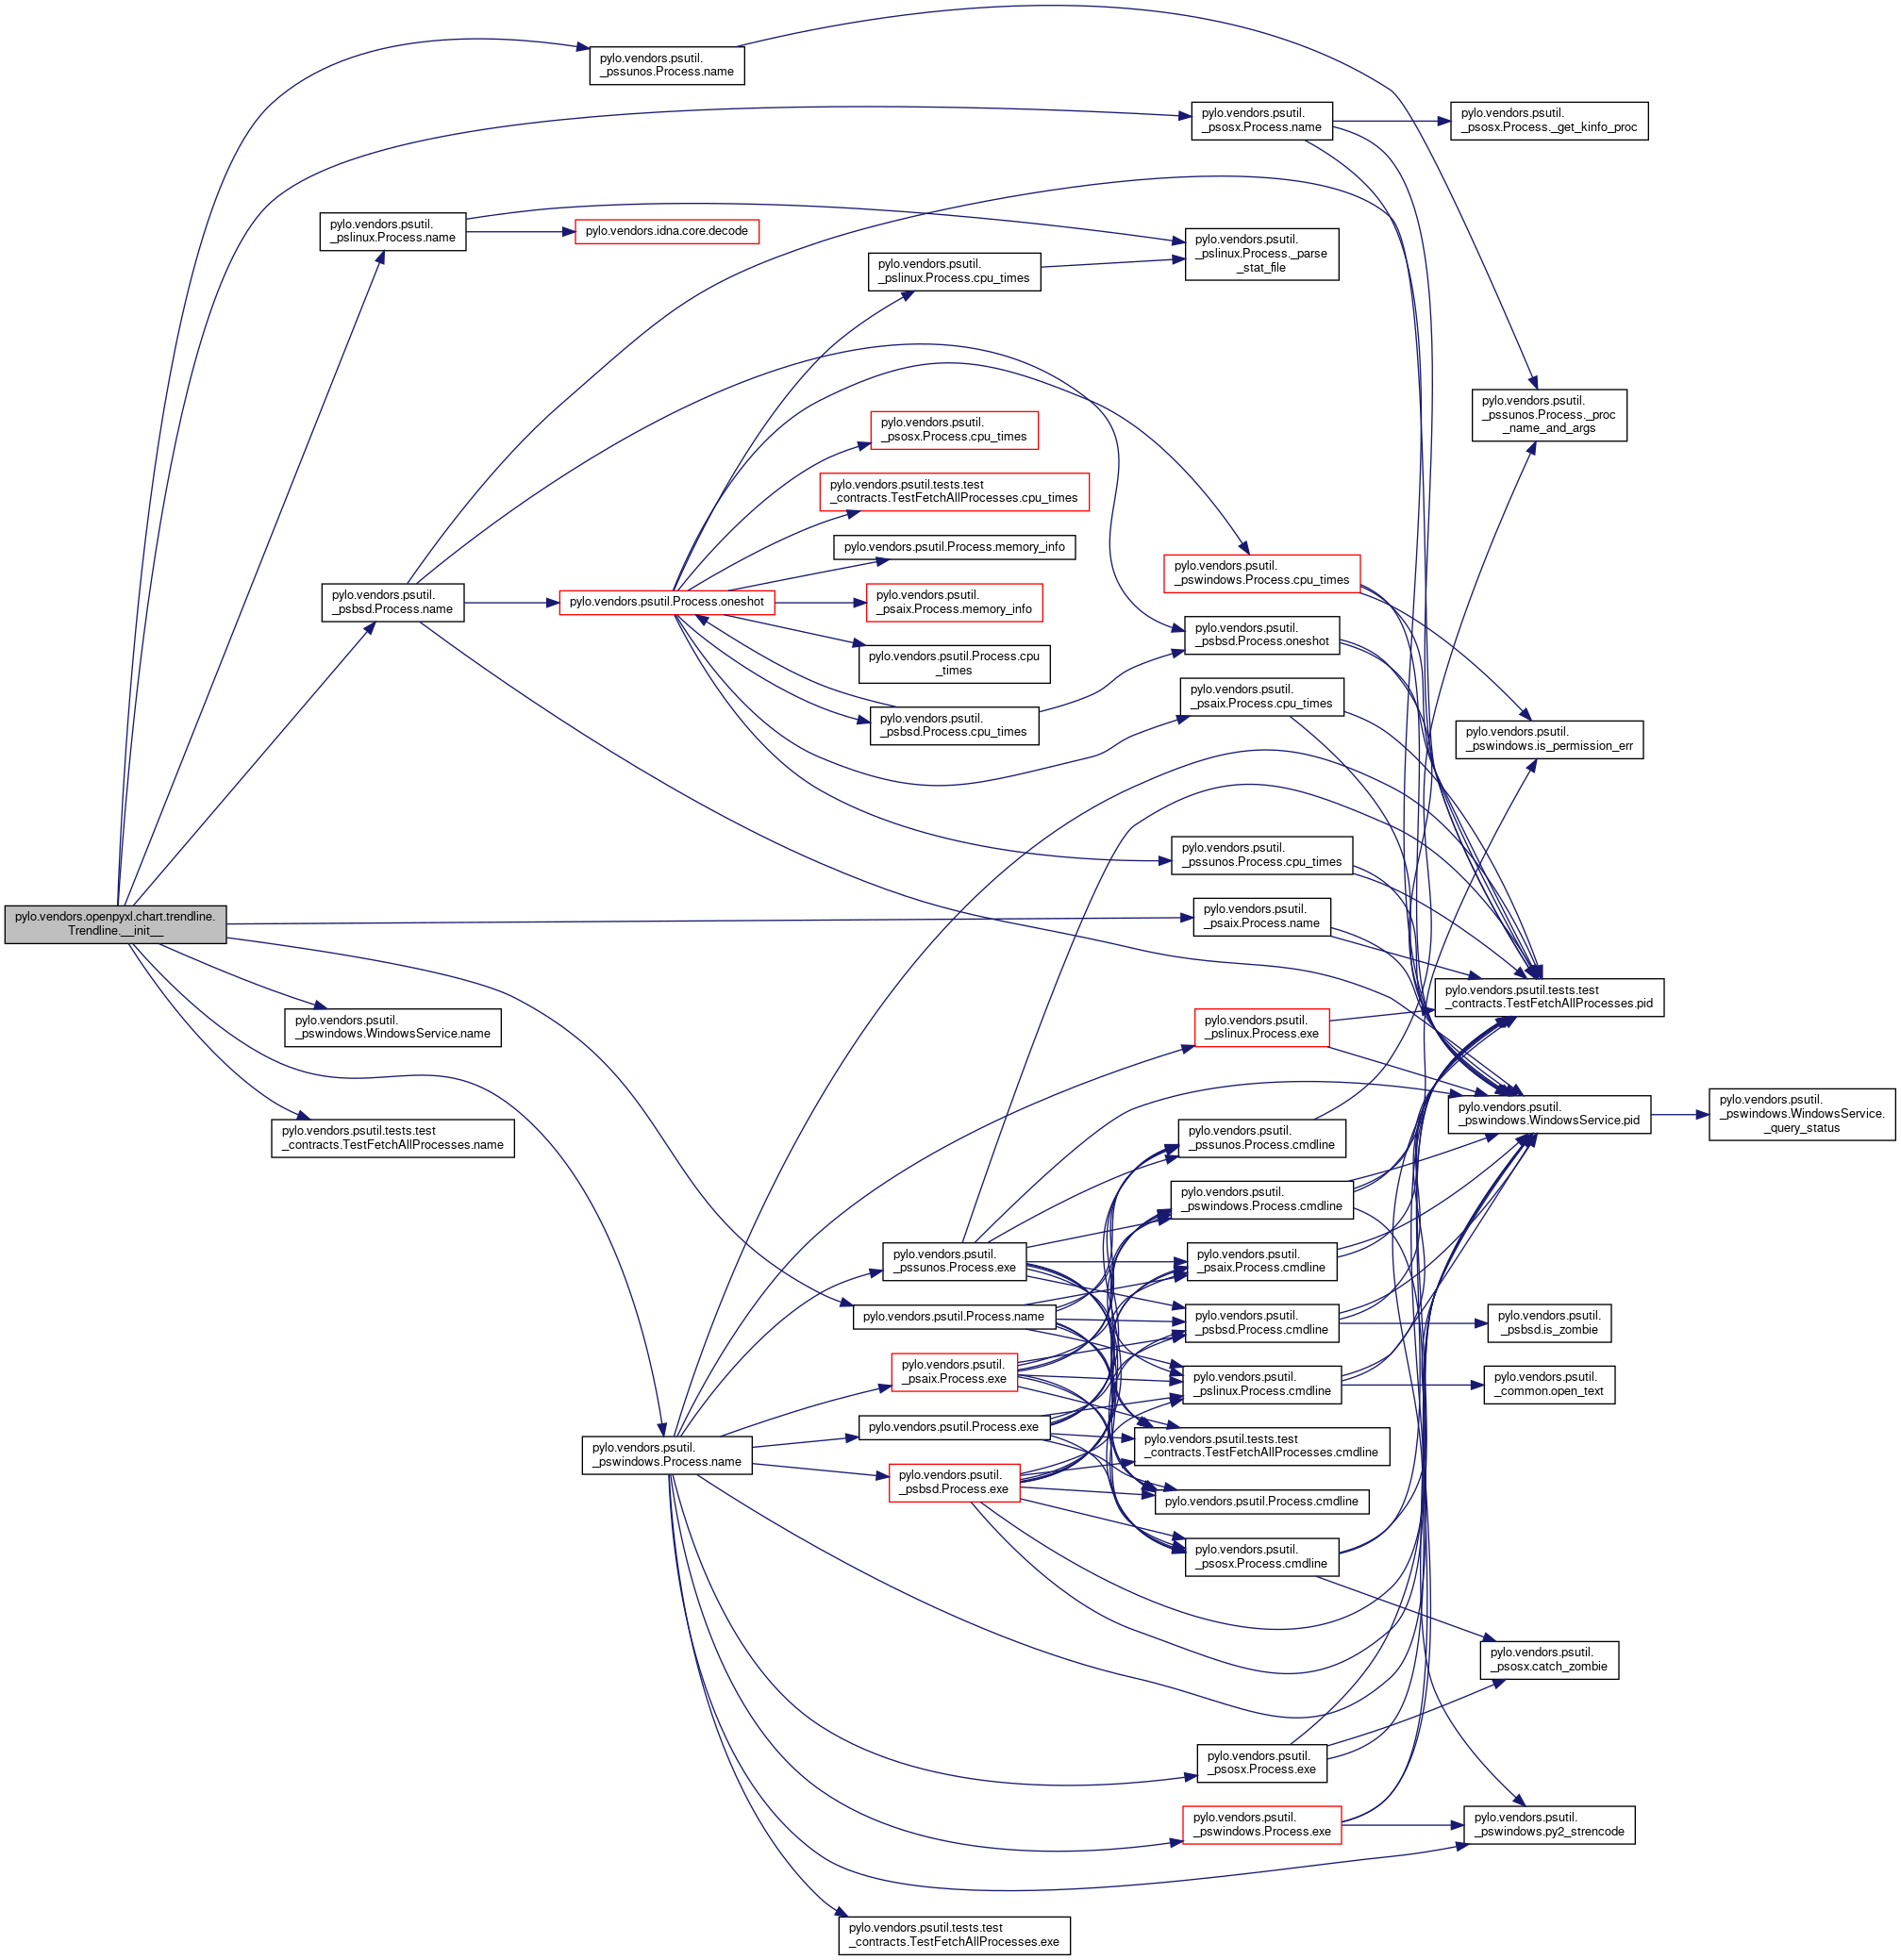 pylo.vendors.psutil.
_pssunos.Process.name
pylo.vendors.psutil.
_psosx.Process.name
pylo.vendors.psutil.
_psosx.Process._get_kinfo_proc
pylo.vendors.psutil.
_pslinux.Process.name
pylo.vendors.idna.core.decode
pylo.vendors.psutil.
_pslinux.Process._parse
_stat_file
pylo.vendors.psutil.
_pslinux.Process.cpu_times
pylo.vendors.psutil.
_pssunos.Process._proc
_name_and_args
pylo.vendors.psutil.
_psosx.Process.cpu_times
pylo.vendors.psutil.tests.test
_contracts.TestFetchAllProcesses.cpu_times
pylo.vendors.psutil.Process.memory_info
pylo.vendors.psutil.
_pswindows.Process.cpu_times
pylo.vendors.psutil.
_psbsd.Process.name
pylo.vendors.psutil.Process.oneshot
pylo.vendors.psutil.
_psaix.Process.memory_info
pylo.vendors.psutil.
_psbsd.Process.oneshot
pylo.vendors.psutil.Process.cpu
_times
pylo.vendors.psutil.
_psaix.Process.cpu_times
pylo.vendors.psutil.
_psbsd.Process.cpu_times
pylo.vendors.psutil.
_pswindows.is_permission_err
pylo.vendors.psutil.
_pssunos.Process.cpu_times
pylo.vendors.openpyxl.chart.trendline.
Trendline.__init__
pylo.vendors.psutil.
_psaix.Process.name
pylo.vendors.psutil.tests.test
_contracts.TestFetchAllProcesses.pid
pylo.vendors.psutil.
_pswindows.WindowsService.name
pylo.vendors.psutil.
_pslinux.Process.exe
pylo.vendors.psutil.
_pswindows.WindowsService.pid
pylo.vendors.psutil.
_pswindows.WindowsService.
_query_status
pylo.vendors.psutil.tests.test
_contracts.TestFetchAllProcesses.name
pylo.vendors.psutil.
_pssunos.Process.cmdline
pylo.vendors.psutil.
_pswindows.Process.cmdline
pylo.vendors.psutil.
_pssunos.Process.exe
pylo.vendors.psutil.
_psaix.Process.cmdline
pylo.vendors.psutil.Process.name
pylo.vendors.psutil.
_psbsd.Process.cmdline
pylo.vendors.psutil.
_psbsd.is_zombie
pylo.vendors.psutil.
_psaix.Process.exe
pylo.vendors.psutil.
_pslinux.Process.cmdline
pylo.vendors.psutil.
_common.open_text
pylo.vendors.psutil.Process.exe
pylo.vendors.psutil.tests.test
_contracts.TestFetchAllProcesses.cmdline
pylo.vendors.psutil.
_pswindows.Process.name
pylo.vendors.psutil.
_psbsd.Process.exe
pylo.vendors.psutil.Process.cmdline
pylo.vendors.psutil.
_psosx.Process.cmdline
pylo.vendors.psutil.
_psosx.catch_zombie
pylo.vendors.psutil.
_psosx.Process.exe
pylo.vendors.psutil.
_pswindows.Process.exe
pylo.vendors.psutil.
_pswindows.py2_strencode
pylo.vendors.psutil.tests.test
_contracts.TestFetchAllProcesses.exe